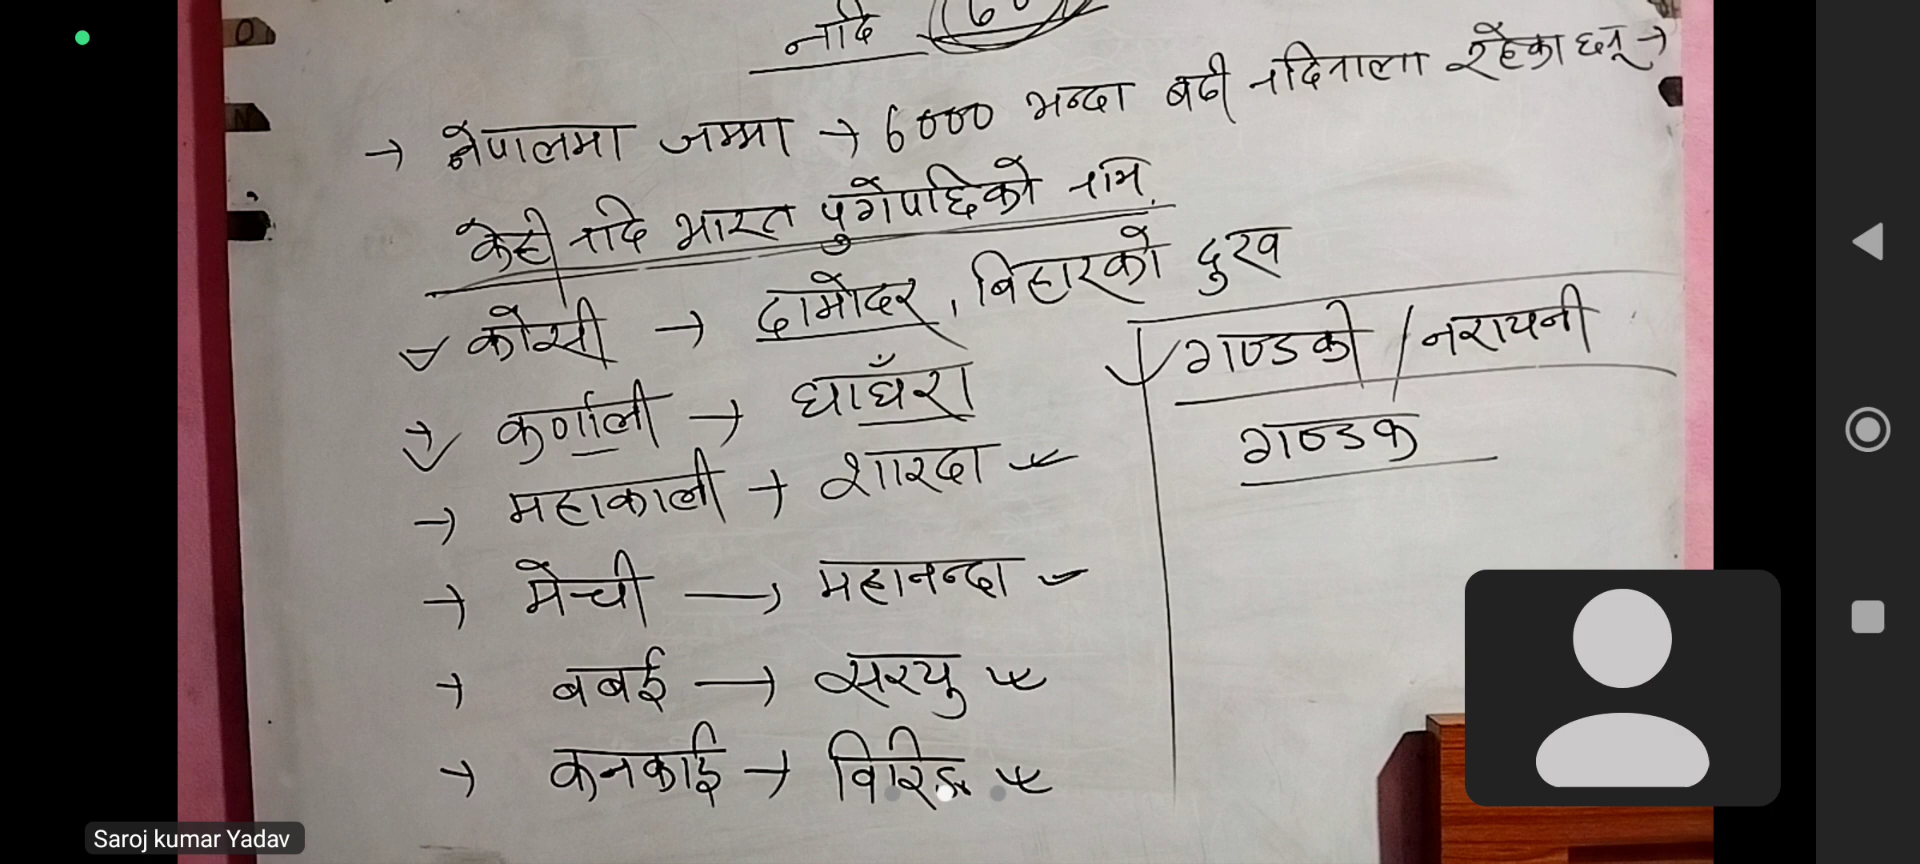 नदि
→ नेपालमा जम्मा → 6000 भन्दा बढी नदिनाला रहेका छन् →
केही नदि भारत पुगेपछिको नाम
कोसी → दामोदर, बिहारको दुख
→ कर्णाली → घाघँरा
→ महाकाली → शारदा
→ मेची → महानन्दा
→ बबई → सरयु
→ कनकाई →
गण्डकी / नरायनी
गण्डक
Saroj kumar Yadav